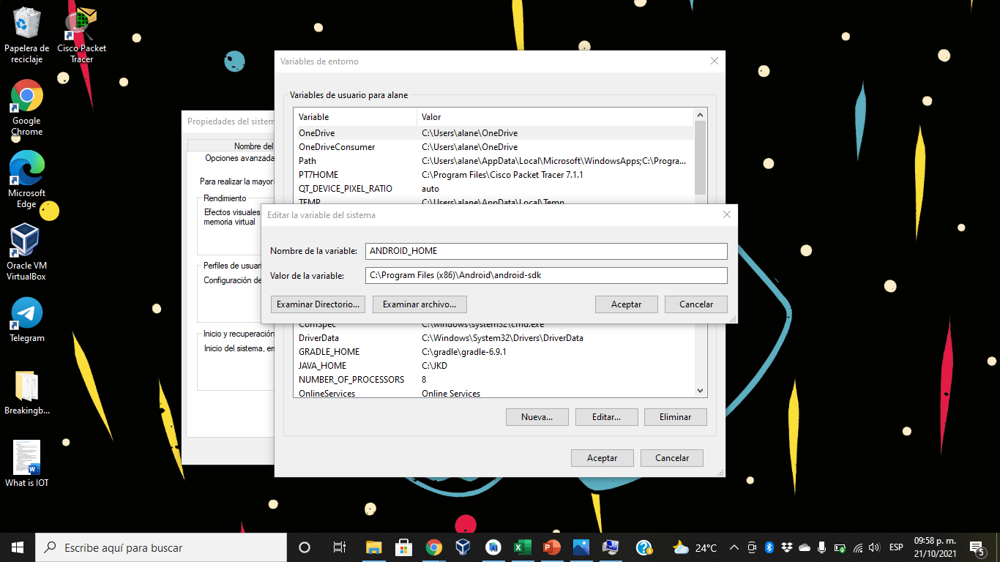 Papelera de
reciclaje
Cisco Packet
Tracer
Google
Chrome
Microsoft
Edge
Oracle VM
VirtualBox
Telegram
Breakingb...
What is IOT
Propiedades del sistem
Nombre del
Opciones avanzada
Para realizar la mayor
Rendimiento
Efectos visuales
memoria virtual
Perfiles de usuari
Configuración de
Inicio y recuperación
Inicio del sistema, er
Variables de entorno
Variables de usuario para alane
Variable Valor
OneDrive C:\Users\alane\OneDrive
OneDriveConsumer C:\Users\alane\OneDrive
Path C:\Users\alane\AppData\Local\Microsoft\WindowsApps;C:\Progra...
PT7HOME C:\Program Files\Cisco Packet Tracer 7.1.1
QT_DEVICE_PIXEL_RATIO auto
TEMP C:\Users\alane\AppData\Local\Temp
Editar la variable del sistema
Nombre de la variable: ANDROID_HOME
Valor de la variable: C:\Program Files (x86)\Android\android-sdk
Examinar Directorio... Examinar archivo... Aceptar Cancelar
ComSpec C:\windows\system32\cmd.exe
DriverData C:\Windows\System32\Drivers\DriverData
GRADLE_HOME C:\gradle\gradle-6.9.1
JAVA_HOME C:\JKD
NUMBER_OF_PROCESSORS 8
OnlineServices Online Services
Nueva... Editar... Eliminar
Aceptar Cancelar
Escribe aquí para buscar
24°C
ESP
09:58 p. m.
21/10/2021
5